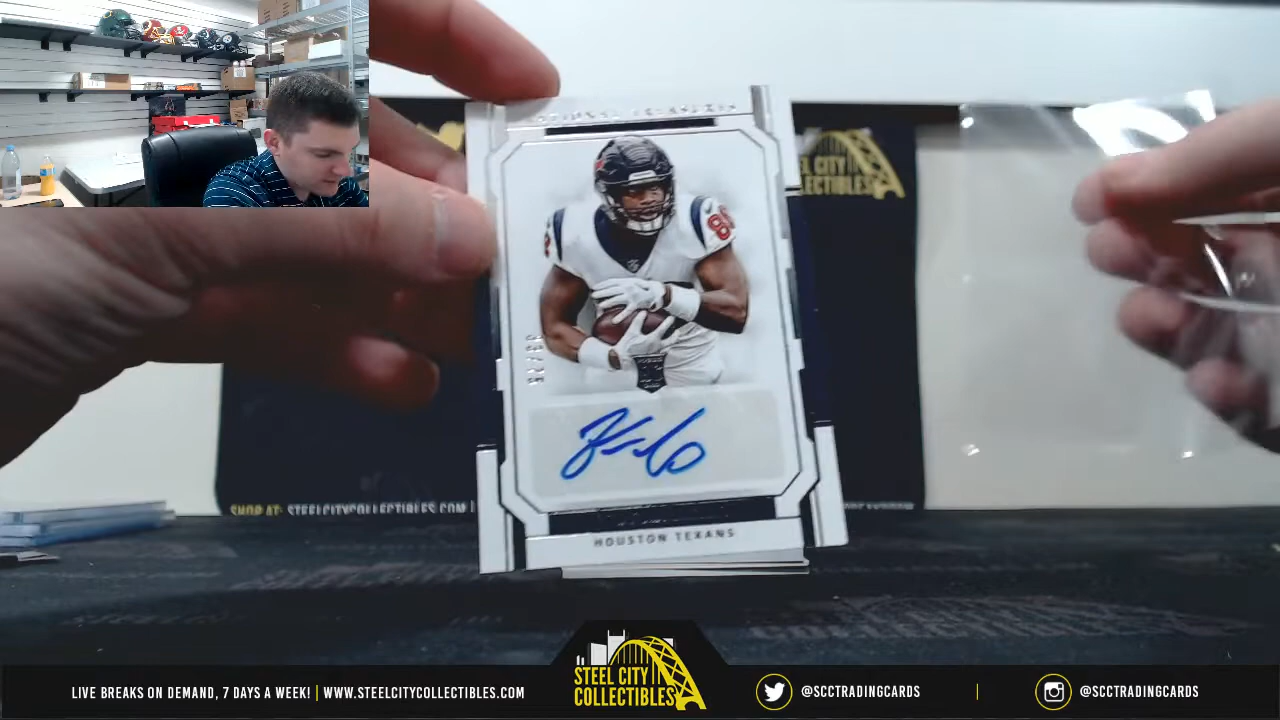 EL CITY
COLLECTIBLES
HOUSTON TEXANS
SHOP AT: STEELCITYCOLLECTIBLES.COM |
LIVE BREAKS ON DEMAND, 7 DAYS A WEEK! | WWW.STEELCITYCOLLECTIBLES.COM
STEEL CITY
COLLECTIBLES
@SCCTRADINGCARDS | @SCCTRADINGCARDS